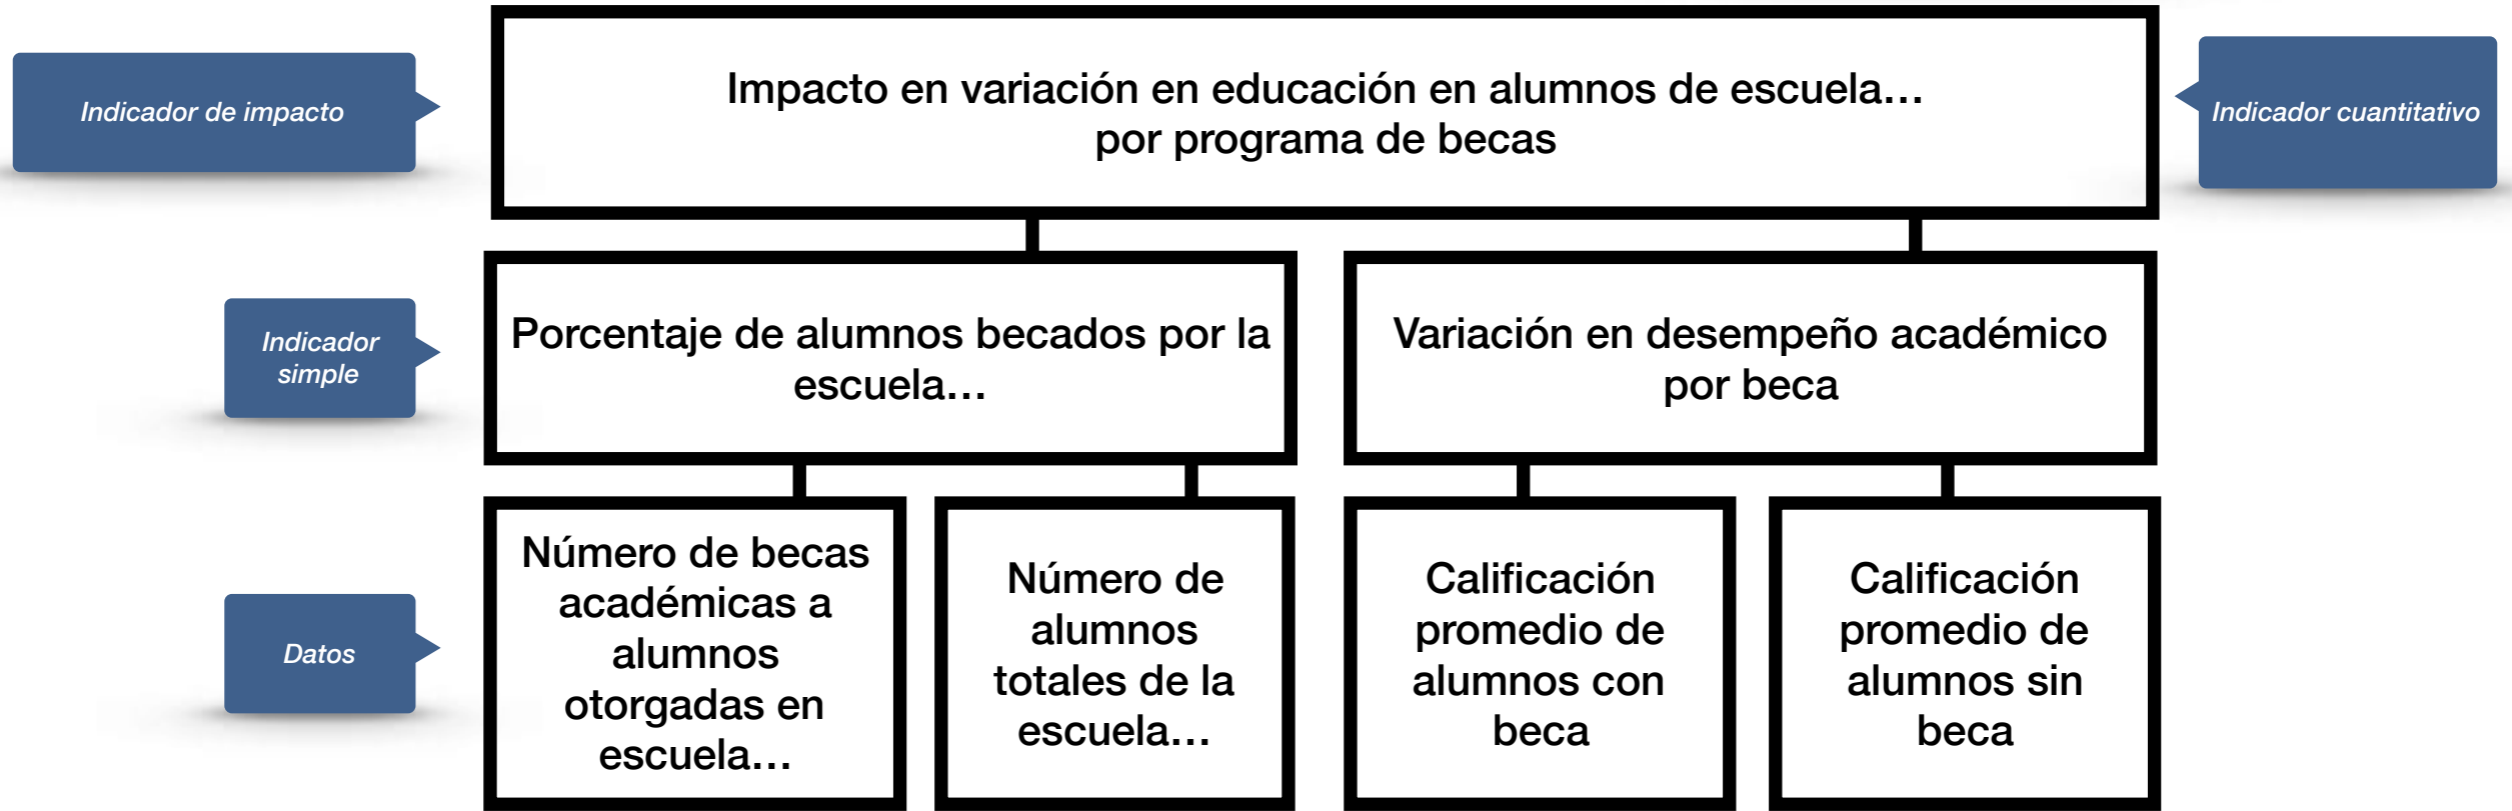 Impacto en variación en educación en alumnos de escuela...
por programa de becas
Indicador de impacto
Indicador cuantitativo
Indicador
simple
Porcentaje de alumnos becados por la
escuela...
Variación en desempeño académico
por beca
Datos
Número de becas
académicas a
alumnos
otorgadas en
escuela...
Número de
alumnos
totales de la
escuela...
Calificación
promedio de
alumnos con
beca
Calificación
promedio de
alumnos sin
beca